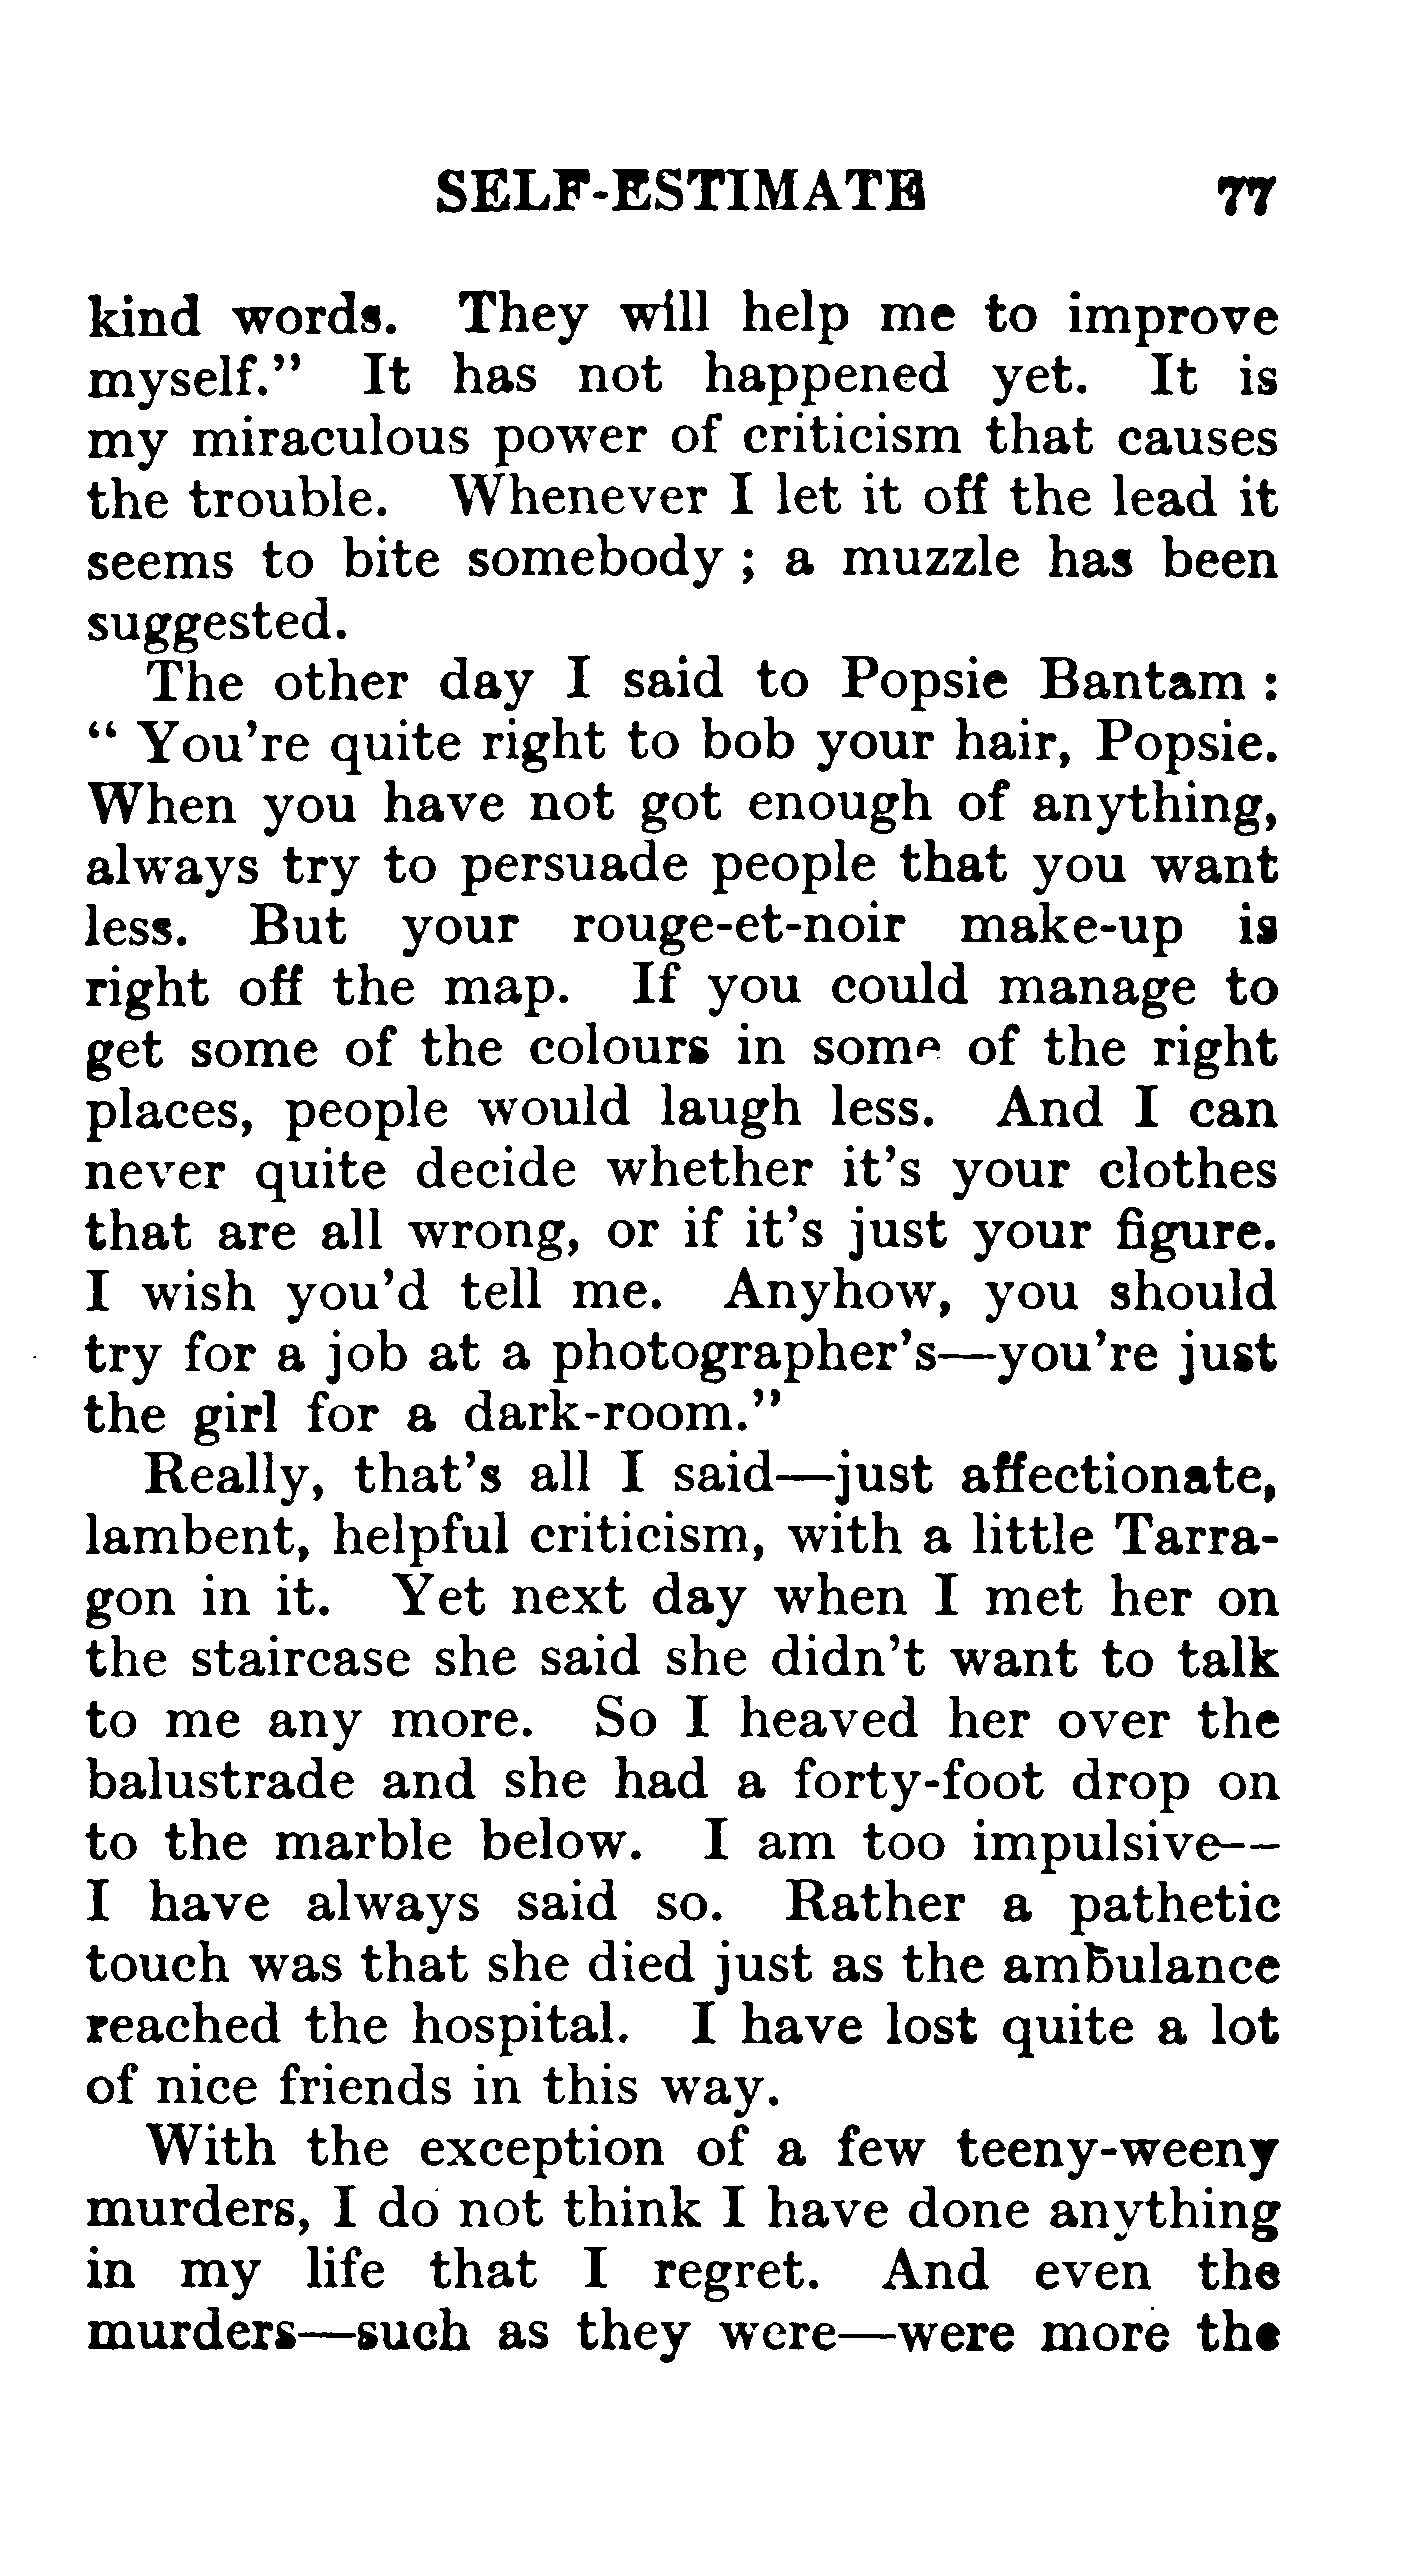 SELF-ESTIMATE 77
kind words. They will help me to improve
myself.” It has not happened yet. It is
my miraculous power of criticism that causes
the trouble. Whenever I let it off the lead it
seems to bite somebody ; a muzzle has been
suggested.
The other day I said to Popsie Bantam :
“ You’re quite right to bob your hair, Popsie.
When you have not got enough of anything,
always try to persuade people that you want
less. But your rouge-et-noir make-up is
right off the map. If you could manage to
get some of the colours in some of the right
places, people would laugh less. And I can
never quite decide whether it’s your clothes
that are all wrong, or if it’s just your figure.
I wish you’d tell me. Anyhow, you should
try for a job at a photographer’s—you’re just
the girl for a dark-room.”
Really, that’s all I said—just affectionate,
lambent, helpful criticism, with a little Tarra-
gon in it. Yet next day when I met her on
the staircase she said she didn’t want to talk
to me any more. So I heaved her over the
balustrade and she had a forty-foot drop on
to the marble below. I am too impulsive—
I have always said so. Rather a pathetic
touch was that she died just as the ambulance
reached the hospital. I have lost quite a lot
of nice friends in this way.
With the exception of a few teeny-weeny
murders, I do not think I have done anything
in my life that I regret. And even the
murders—such as they were—were more the